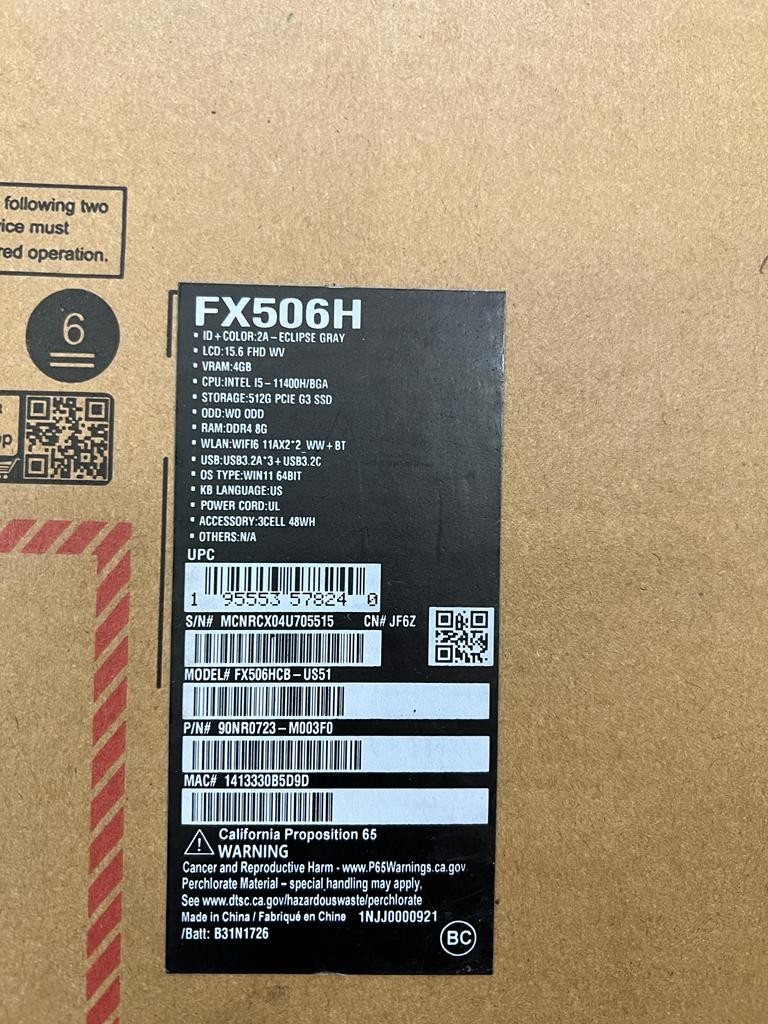 following two
ice must
red operation.
6
FX506H
• ID+COLOR:2A-ECLIPSE GRAY
• LCD:15.6 FHD WV
• VRAM:4GB
• CPU:INTEL I5-11400H/BGA
• STORAGE:512G PCIE G3 SSD
• ODD:WO ODD
• RAM:DDR4 8G
• WLAN:WIFI6 11AX2*2_WW+BT
• USB:USB3.2A*3+USB3.2C
• OS TYPE:WIN11 64BIT
• KB LANGUAGE:US
• POWER CORD:UL
• ACCESSORY:3CELL 48WH
• OTHERS:N/A
UPC
1 95553 57824 0
S/N# MCNRCX04U705515 CN# JF6Z
MODEL# FX506HCB-US51
P/N# 90NR0723-M003F0
MAC# 1413330B5D9D
California Proposition 65
WARNING
Cancer and Reproductive Harm - www.P65Warnings.ca.gov
Perchlorate Material – special handling may apply,
See www.dtsc.ca.gov/hazardouswaste/perchlorate
Made in China / Fabriqué en Chine 1NJJ0000921
/Batt: B31N1726
BC